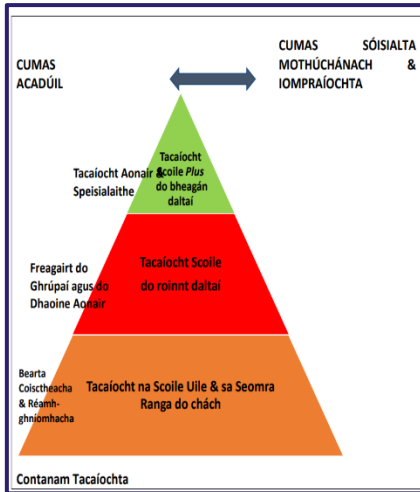 CUMAS SÓISIALTA
MOTHÚCHÁNACH &
IOMPRAÍOCHTA
CUMAS
ACADÚIL
Tacaíocht Aonair &
Speisialaithe
Tacaíocht
Scoile Plus
do bheagán
daltaí
Freagairt do
Ghrúpaí agus do
Dhaoine Aonair
Tacaíocht Scoile
do roinnt daltaí
Bearta
Coisctheacha
& Réamh-
ghníomhacha
Tacaíocht na Scoile Uile & sa Seomra
Ranga do chách
Contanam Tacaíochta